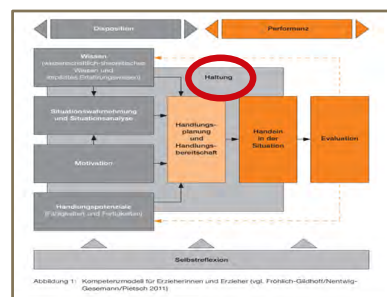 Disposition
Performanz
Wissen
(wissenschaftlich-theoretisches
Wissen und
implizites Erfahrungswissen)
Haltung
Situationswahrnehmung
und Situationsanalyse
Handlungs-
planung
und
Handlungs-
bereitschaft
Handeln
in der
Situation
Evaluation
Motivation
Handlungspotenziale
(Fähigkeiten und Fertigkeiten)
Selbstreflexion
Abbildung 1: Kompetenzmodell für Erzieherinnen und Erzieher (vgl. Fröhlich-Gildhoff/Nentwig-
Gesemann/Pietsch 2011)